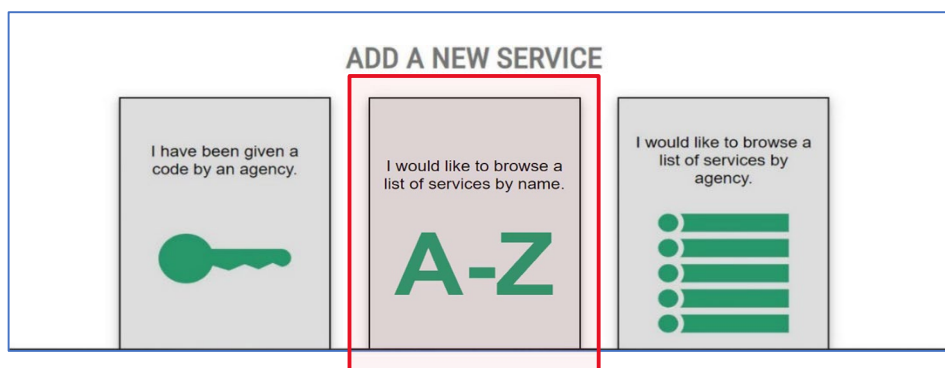 ADD A NEW SERVICE
I have been given a
code by an agency.
I would like to browse a
list of services by name.
A-Z
I would like to browse a
list of services by
agency.